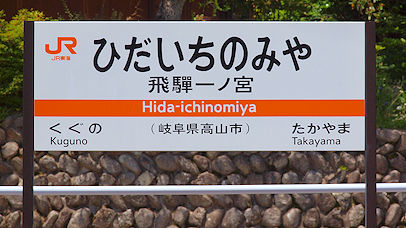 JR
JR東海
ひだいちのみや
飛驒一ノ宮
Hida-ichinomiya
くぐの
Kuguno
（岐阜県高山市）
たかやま
Takayama